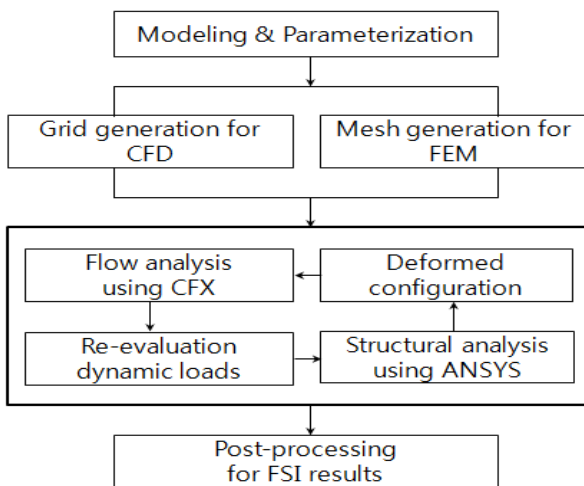 Modeling & Parameterization
Grid generation for
CFD
Mesh generation for
FEM
Flow analysis
using CFX
Deformed
configuration
Re-evaluation
dynamic loads
Structural analysis
using ANSYS
Post-processing
for FSI results